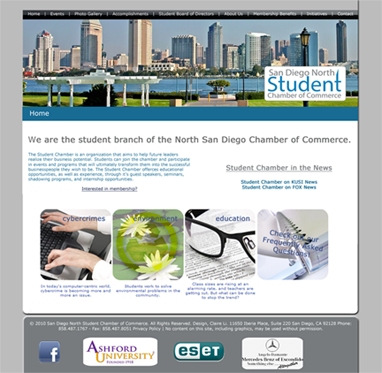 Home | Events | Photo Gallery | Accomplishments | Student Board of Directors | About Us | Membership Benefits | Initiatives | Contact
San Diego North
Student
Chamber of Commerce
Home
We are the student branch of the North San Diego Chamber of Commerce.
The Student Chamber is an organization that aims to help future leaders
realize their business potential. Students can join the chamber and participate
in events and programs that will ultimately transform them into the successful
businesspeople they wish to be. The Student Chamber offers educational
opportunities, as well as experience, through it's guest speakers, seminars,
shadowing programs, and internship opportunities.
Interested in membership?
Student Chamber in the News
Student Chamber on KUSI News
Student Chamber on FOX News
cybercrimes
environment
education
Check out our
Frequently
Asked
Questions!
In today's computer-centric world,
cybercrime is becoming more and
more an issue.
Students work to solve
environmental problems in the
community.
Class sizes are rising at an
alarming rate, and teachers are
getting cut. But what can be done
to stop the trend?
© 2010 San Diego North Student Chamber of Commerce. All Rights Reserved. Design, Claire Li. 11650 Iberia Place, Suite 220 San Diego, CA 92128 Phone:
858.487.1767 - Fax: 858.487.8051 Privacy Policy | No content on this site, including graphics, may be used without permission.
f
ASHFORD
UNIVERSITY
FOUNDED 1918
eseT
Mercedes-Benz of Escondido